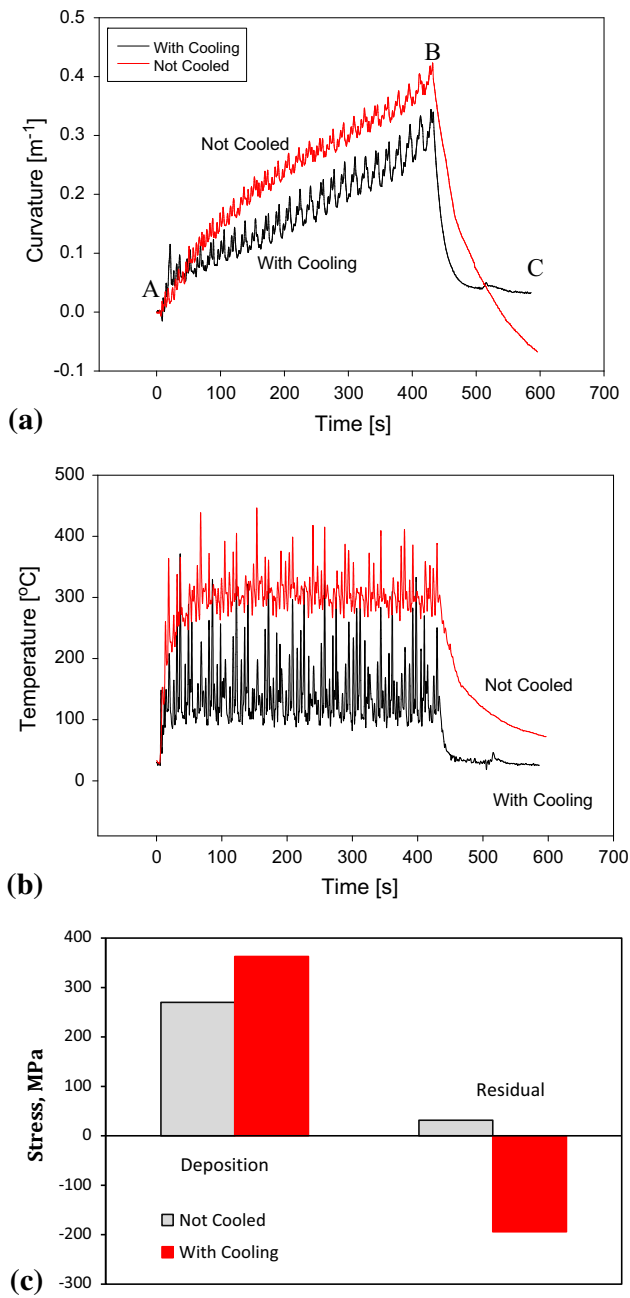 With Cooling
Not Cooled
0.5
0.4
0.3
0.2
0.1
0.0
-0.1
Curvature [m-1]
A
B
C
Not Cooled
With Cooling
0 100 200 300 400 500 600 700
Time [s]
(a)
500
400
300
200
100
0
Temperature [oC]
Not Cooled
With Cooling
0 100 200 300 400 500 600 700
Time [s]
(b)
400
300
200
100
0
-100
-200
-300
Stress, MPa
Residual
Deposition
Not Cooled
With Cooling
(c)